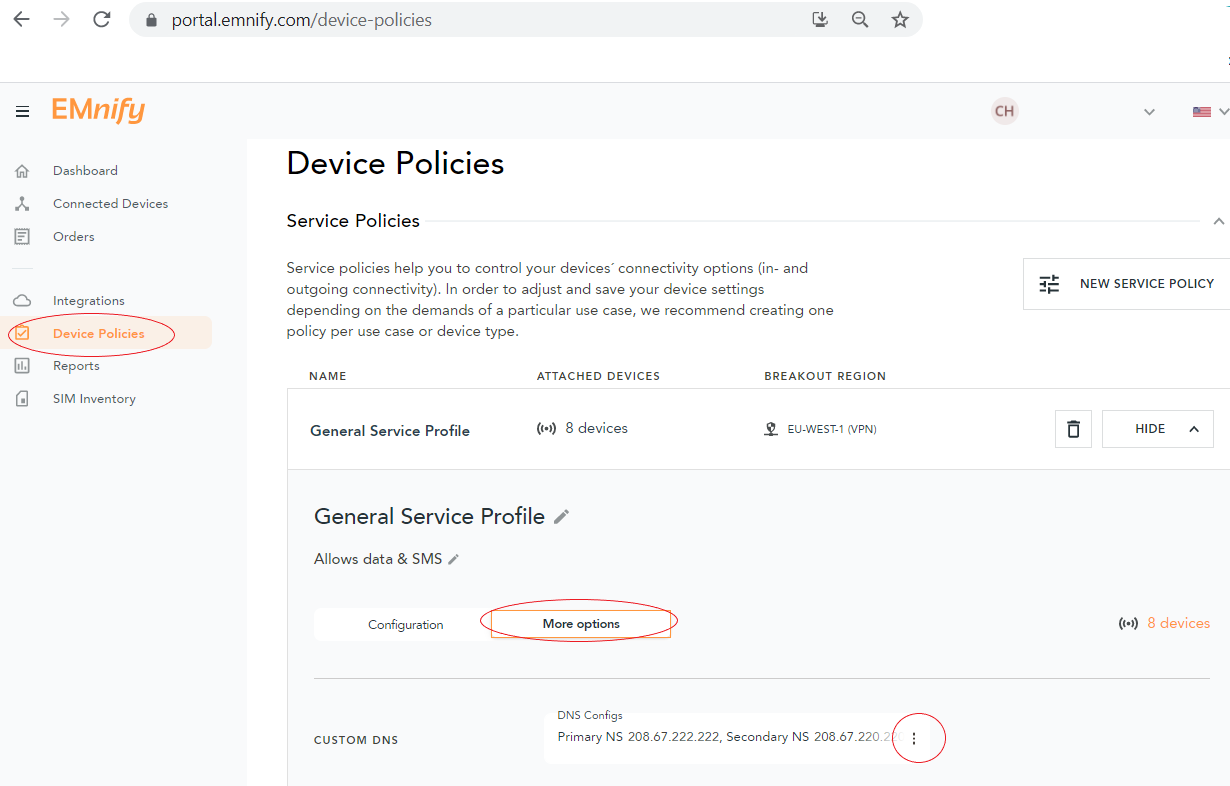 portal.emnify.com/device-policies
EMnify
CH
Dashboard
Connected Devices
Orders
Integrations
Device Policies
Reports
SIM Inventory
Device Policies
Service Policies
Service policies help you to control your devices´ connectivity options (in- and
outgoing connectivity). In order to adjust and save your device settings
depending on the demands of a particular use case, we recommend creating one
policy per use case or device type.
NEW SERVICE POLICY
NAME ATTACHED DEVICES BREAKOUT REGION
General Service Profile 8 devices EU-WEST-1 (VPN) HIDE
General Service Profile
Allows data & SMS
Configuration More options 8 devices
DNS Configs
CUSTOM DNS Primary NS 208.67.222.222, Secondary NS 208.67.220.2